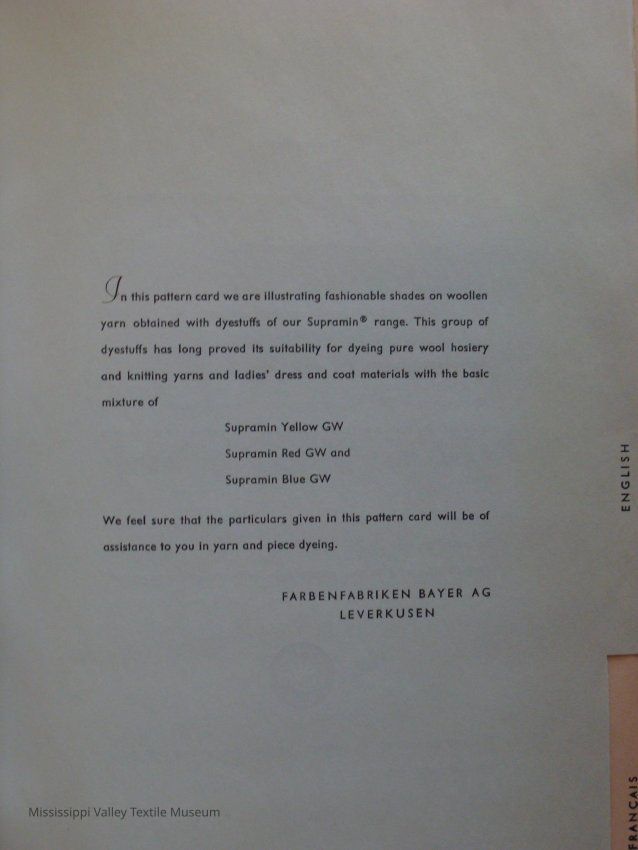 In this pattern card we are illustrating fashionable shades on woollen
yarn obtained with dyestuffs of our Supramin® range. This group of
dyestuffs has long proved its suitability for dyeing pure wool hosiery
and knitting yarns and ladies' dress and coat materials with the basic
mixture of
Supramin Yellow GW
Supramin Red GW and
Supramin Blue GW
We feel sure that the particulars given in this pattern card will be of
assistance to you in yarn and piece dyeing.
FARBENFABRIKEN BAYER AG
LEVERKUSEN
ENGLISH
FRANÇAIS
Mississippi Valley Textile Museum